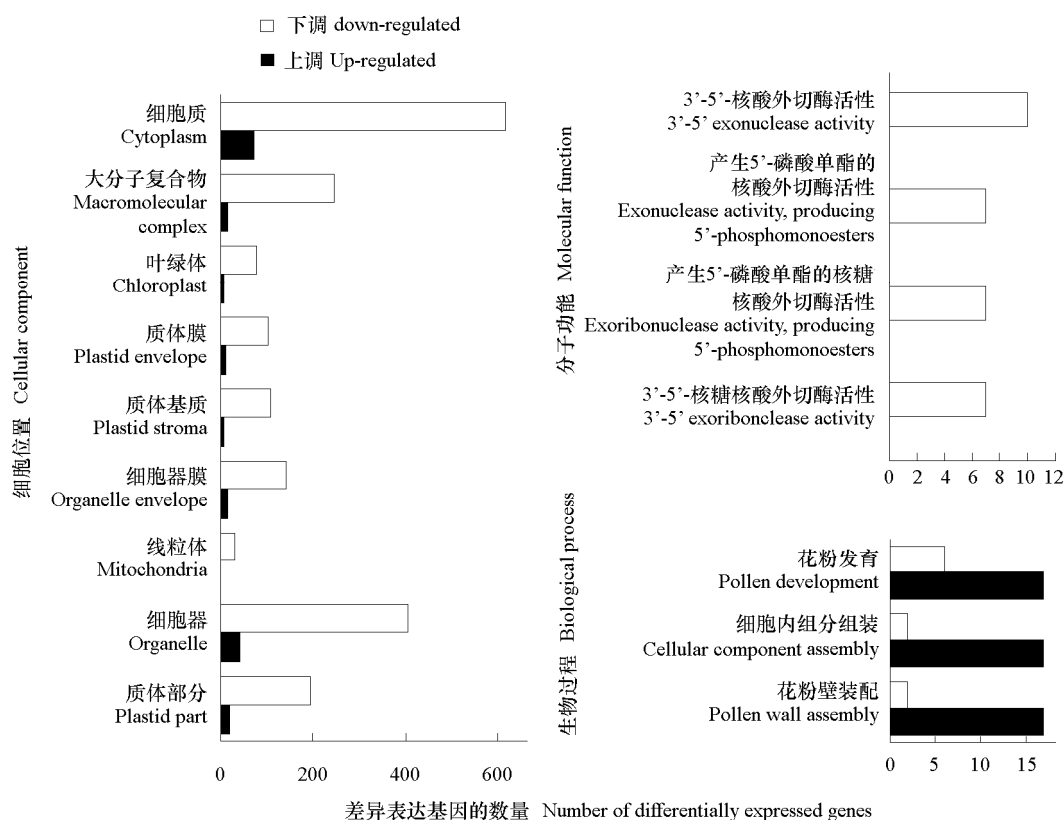 下调 down-regulated
上调 Up-regulated
细胞位置 Cellular component
细胞质
Cytoplasm
大分子复合物
Macromolecular
complex
叶绿体
Chloroplast
质体膜
Plastid envelope
质体基质
Plastid stroma
细胞器膜
Organelle envelope
线粒体
Mitochondria
细胞器
Organelle
质体部分
Plastid part
0 200 400 600
分子功能 Molecular function
3’-5’-核酸外切酶活性
3’-5’ exonuclease activity
产生5’-磷酸单酯的
核酸外切酶活性
Exonuclease activity, producing
5’-phosphomonoesters
产生5’-磷酸单酯的核糖
核酸外切酶活性
Exoribonuclease activity, producing
5’-phosphomonoesters
3’-5’-核糖核酸外切酶活性
3’-5’ exoribonclease activity
0 2 4 6 8 10 12
生物过程 Biological process
花粉发育
Pollen development
细胞内组分组装
Cellular component assembly
花粉壁装配
Pollen wall assembly
0 5 10 15
差异表达基因的数量 Number of differentially expressed genes